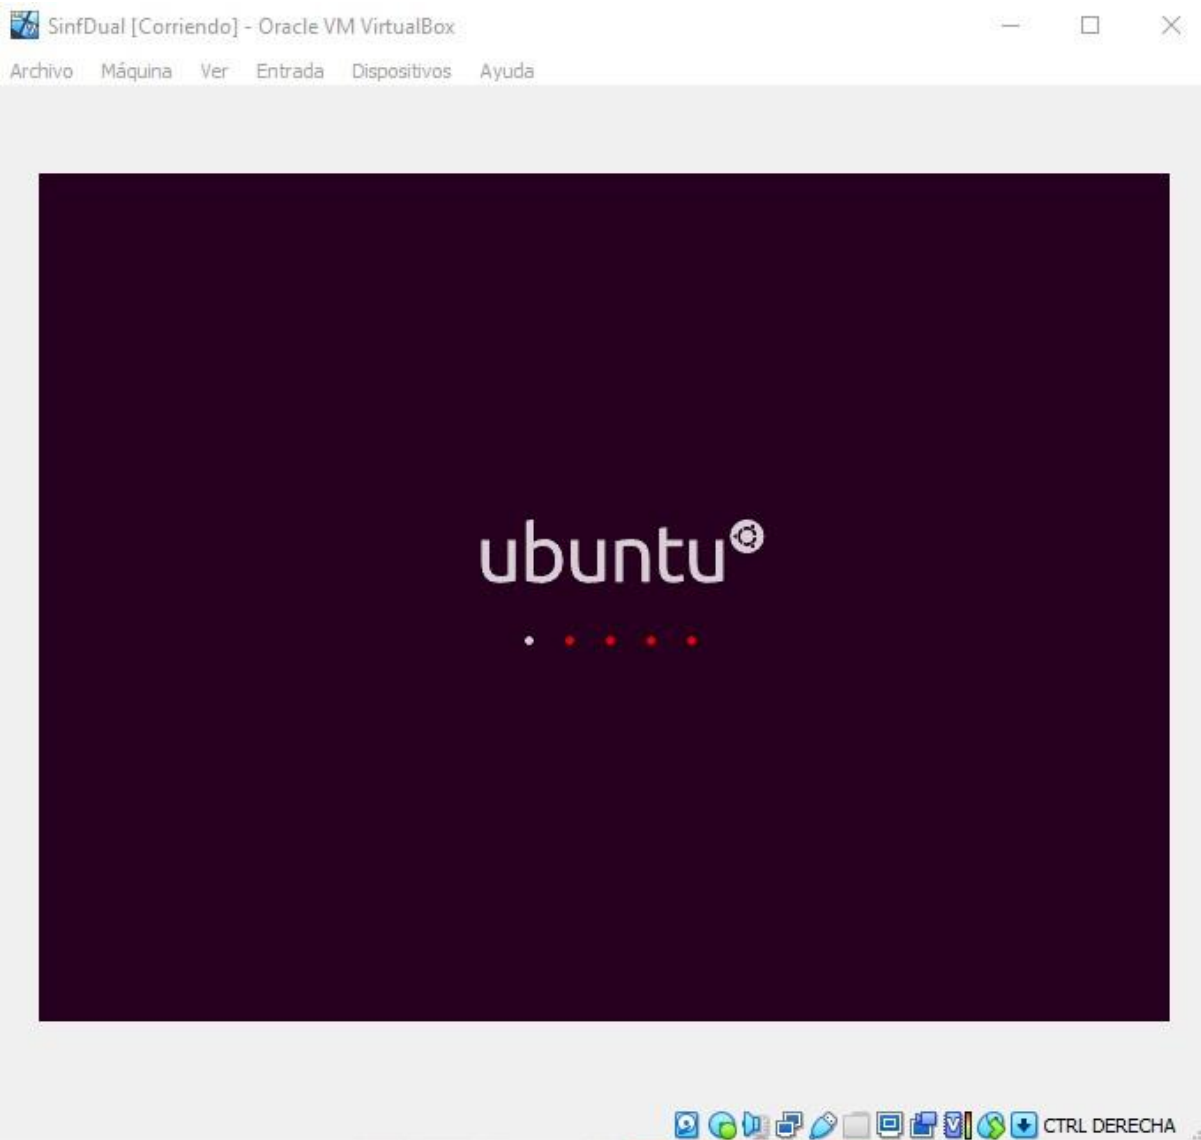 SinfDual [Corriendo] - Oracle VM VirtualBox
Archivo Máquina Ver Entrada Dispositivos Ayuda
ubuntu
CTRL DERECHA